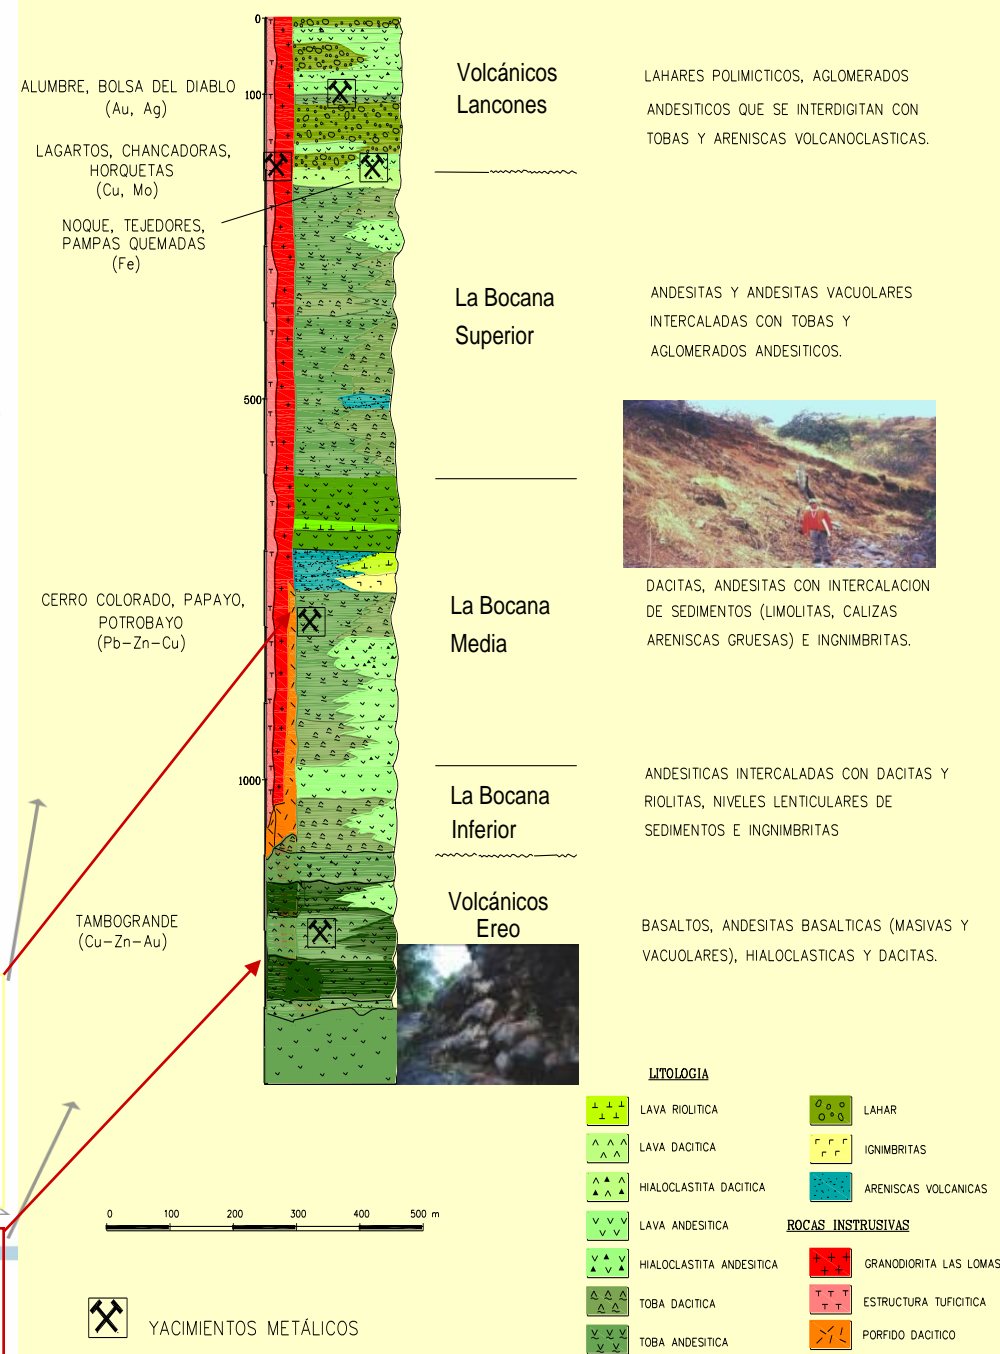 0
100
500
1000
ALUMBRE, BOLSA DEL DIABLO
(Au, Ag)
LAGARTOS, CHANCADORAS,
HORQUETAS
(Cu, Mo)
NOQUE, TEJEDORES,
PAMPAS QUEMADAS
(Fe)
CERRO COLORADO, PAPAYO,
POTROBAYO
(Pb-Zn-Cu)
TAMBOGRANDE
(Cu-Zn-Au)
Volcánicos
Lancones
LAHARES POLIMICTICOS, AGLOMERADOS
ANDESITICOS QUE SE INTERDIGITAN CON
TOBAS Y ARENISCAS VOLCANOCLASTICAS.
La Bocana
Superior
ANDESITAS Y ANDESITAS VACUOLARES
INTERCALADAS CON TOBAS Y
AGLOMERADOS ANDESITICOS.
La Bocana
Media
DACITAS, ANDESITAS CON INTERCALACION
DE SEDIMENTOS (LIMOLITAS, CALIZAS
ARENISCAS GRUESAS) E INGNIMBRITAS.
La Bocana
Inferior
ANDESITICAS INTERCALADAS CON DACITAS Y
RIOLITAS, NIVELES LENTICULARES DE
SEDIMENTOS E INGNIMBRITAS
Volcánicos
Ereo
BASALTOS, ANDESITAS BASALTICAS (MASIVAS Y
VACUOLARES), HIALOCLASTICAS Y DACITAS.
LITOLOGIA
LAVA RIOLITICA
LAVA DACITICA
HIALOCLASTITA DACITICA
LAVA ANDESITICA
HIALOCLASTITA ANDESITICA
TOBA DACITICA
TOBA ANDESITICA
LAHAR
IGNIMBRITAS
ARENISCAS VOLCANICAS
ROCAS INSTRUSIVAS
GRANODIORITA LAS LOMAS
ESTRUCTURA TUFICITICA
PORFIDO DACITICO
0 100 200 300 400 500 m
YACIMIENTOS METÁLICOS